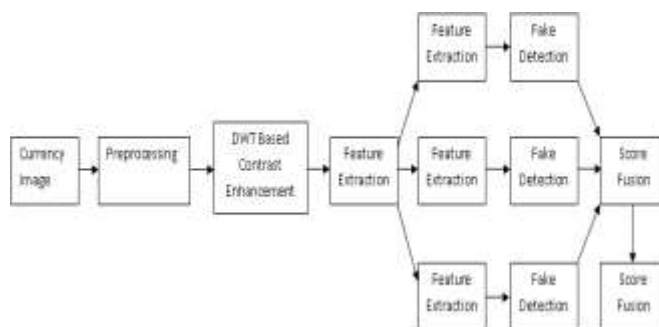 Feature
Extraction
Fake
Detection
Currency
Image
Preprocessing
DWT Based
Contrast
Enhancement
Feature
Extraction
Feature
Extraction
Fake
Detection
Score
Fusion
Feature
Extraction
Fake
Detection
Score
Fusion